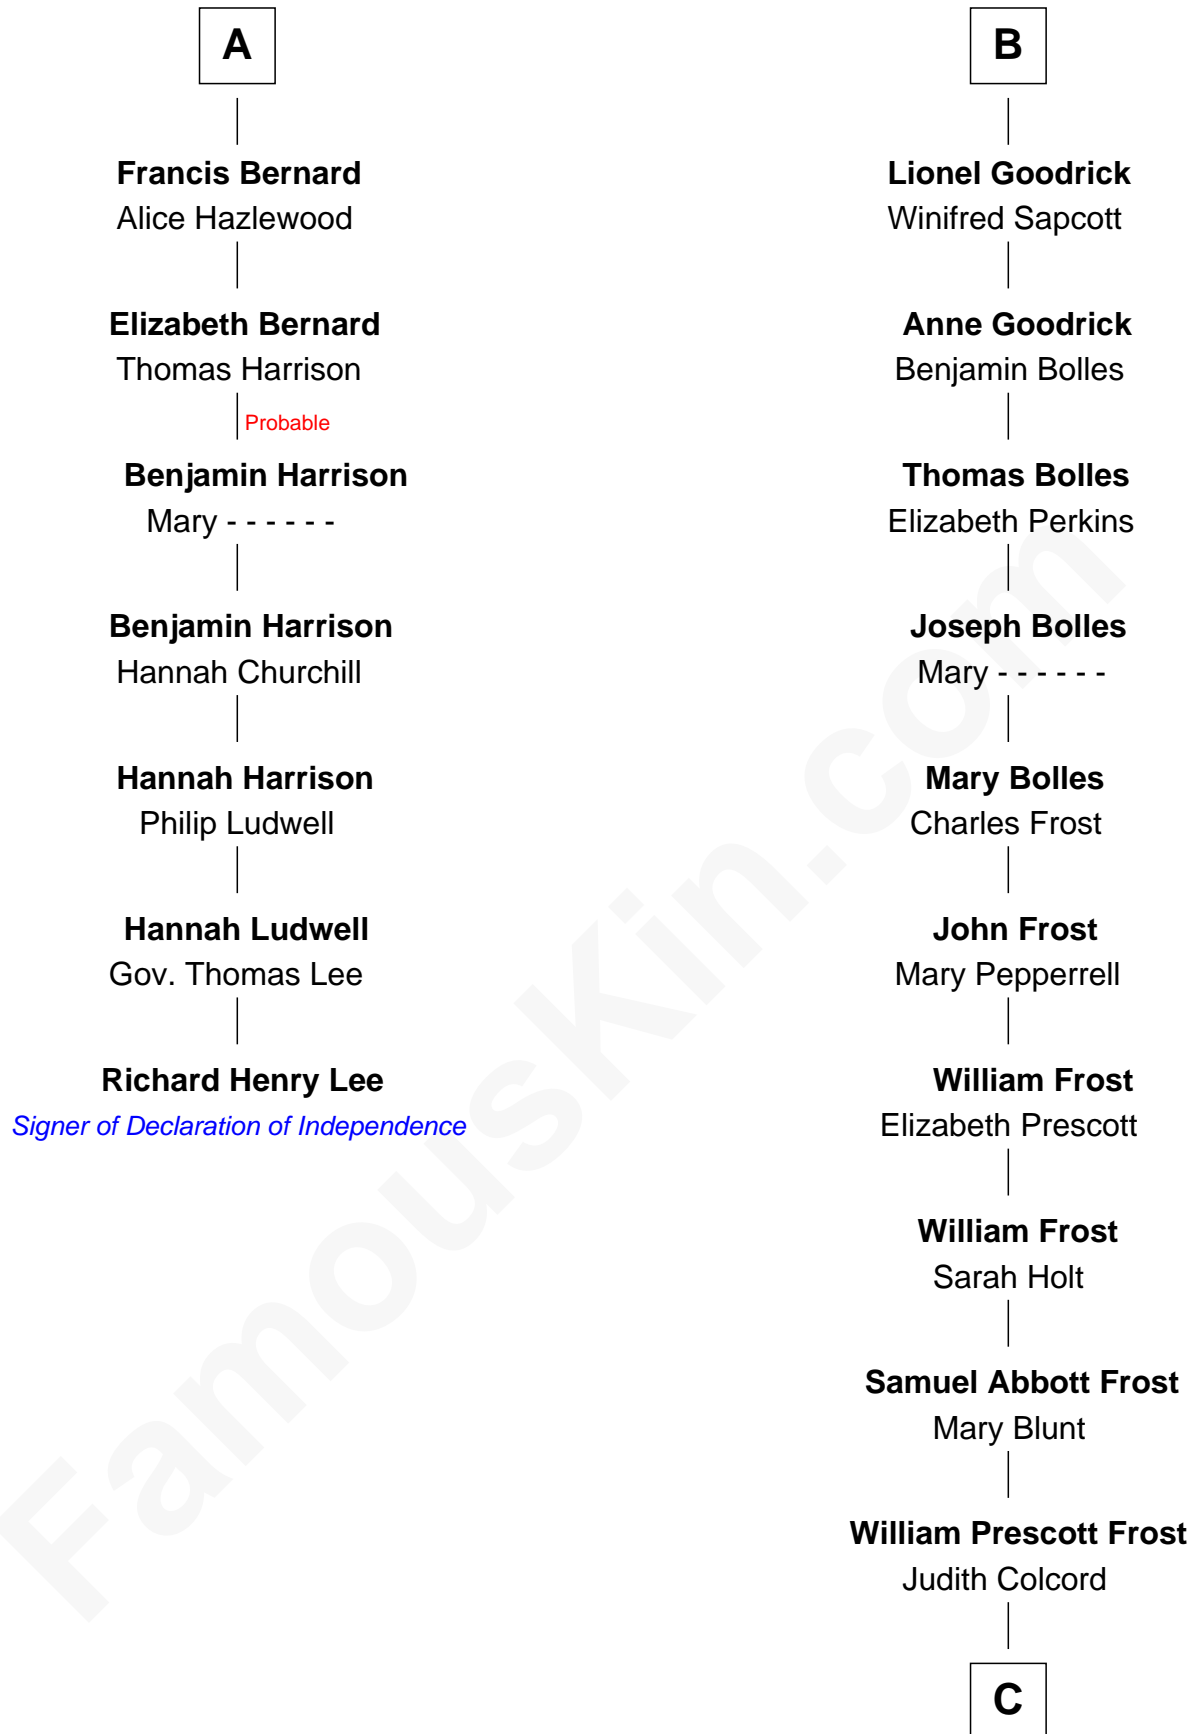 A
Francis Bernard
Alice Hazlewood
Elizabeth Bernard
Thomas Harrison
Probable
Benjamin Harrison
Mary - - - - - -
Benjamin Harrison
Hannah Churchill
Hannah Harrison
Philip Ludwell
Hannah Ludwell
Gov. Thomas Lee
Richard Henry Lee
Signer of Declaration of Independence
B
Lionel Goodrick
Winifred Sapcott
Anne Goodrick
Benjamin Bolles
Thomas Bolles
Elizabeth Perkins
Joseph Bolles
Mary - - - - - -
Mary Bolles
Charles Frost
John Frost
Mary Pepperrell
William Frost
Elizabeth Prescott
William Frost
Sarah Holt
Samuel Abbott Frost
Mary Blunt
William Prescott Frost
Judith Colcord
C
FamousKin.com